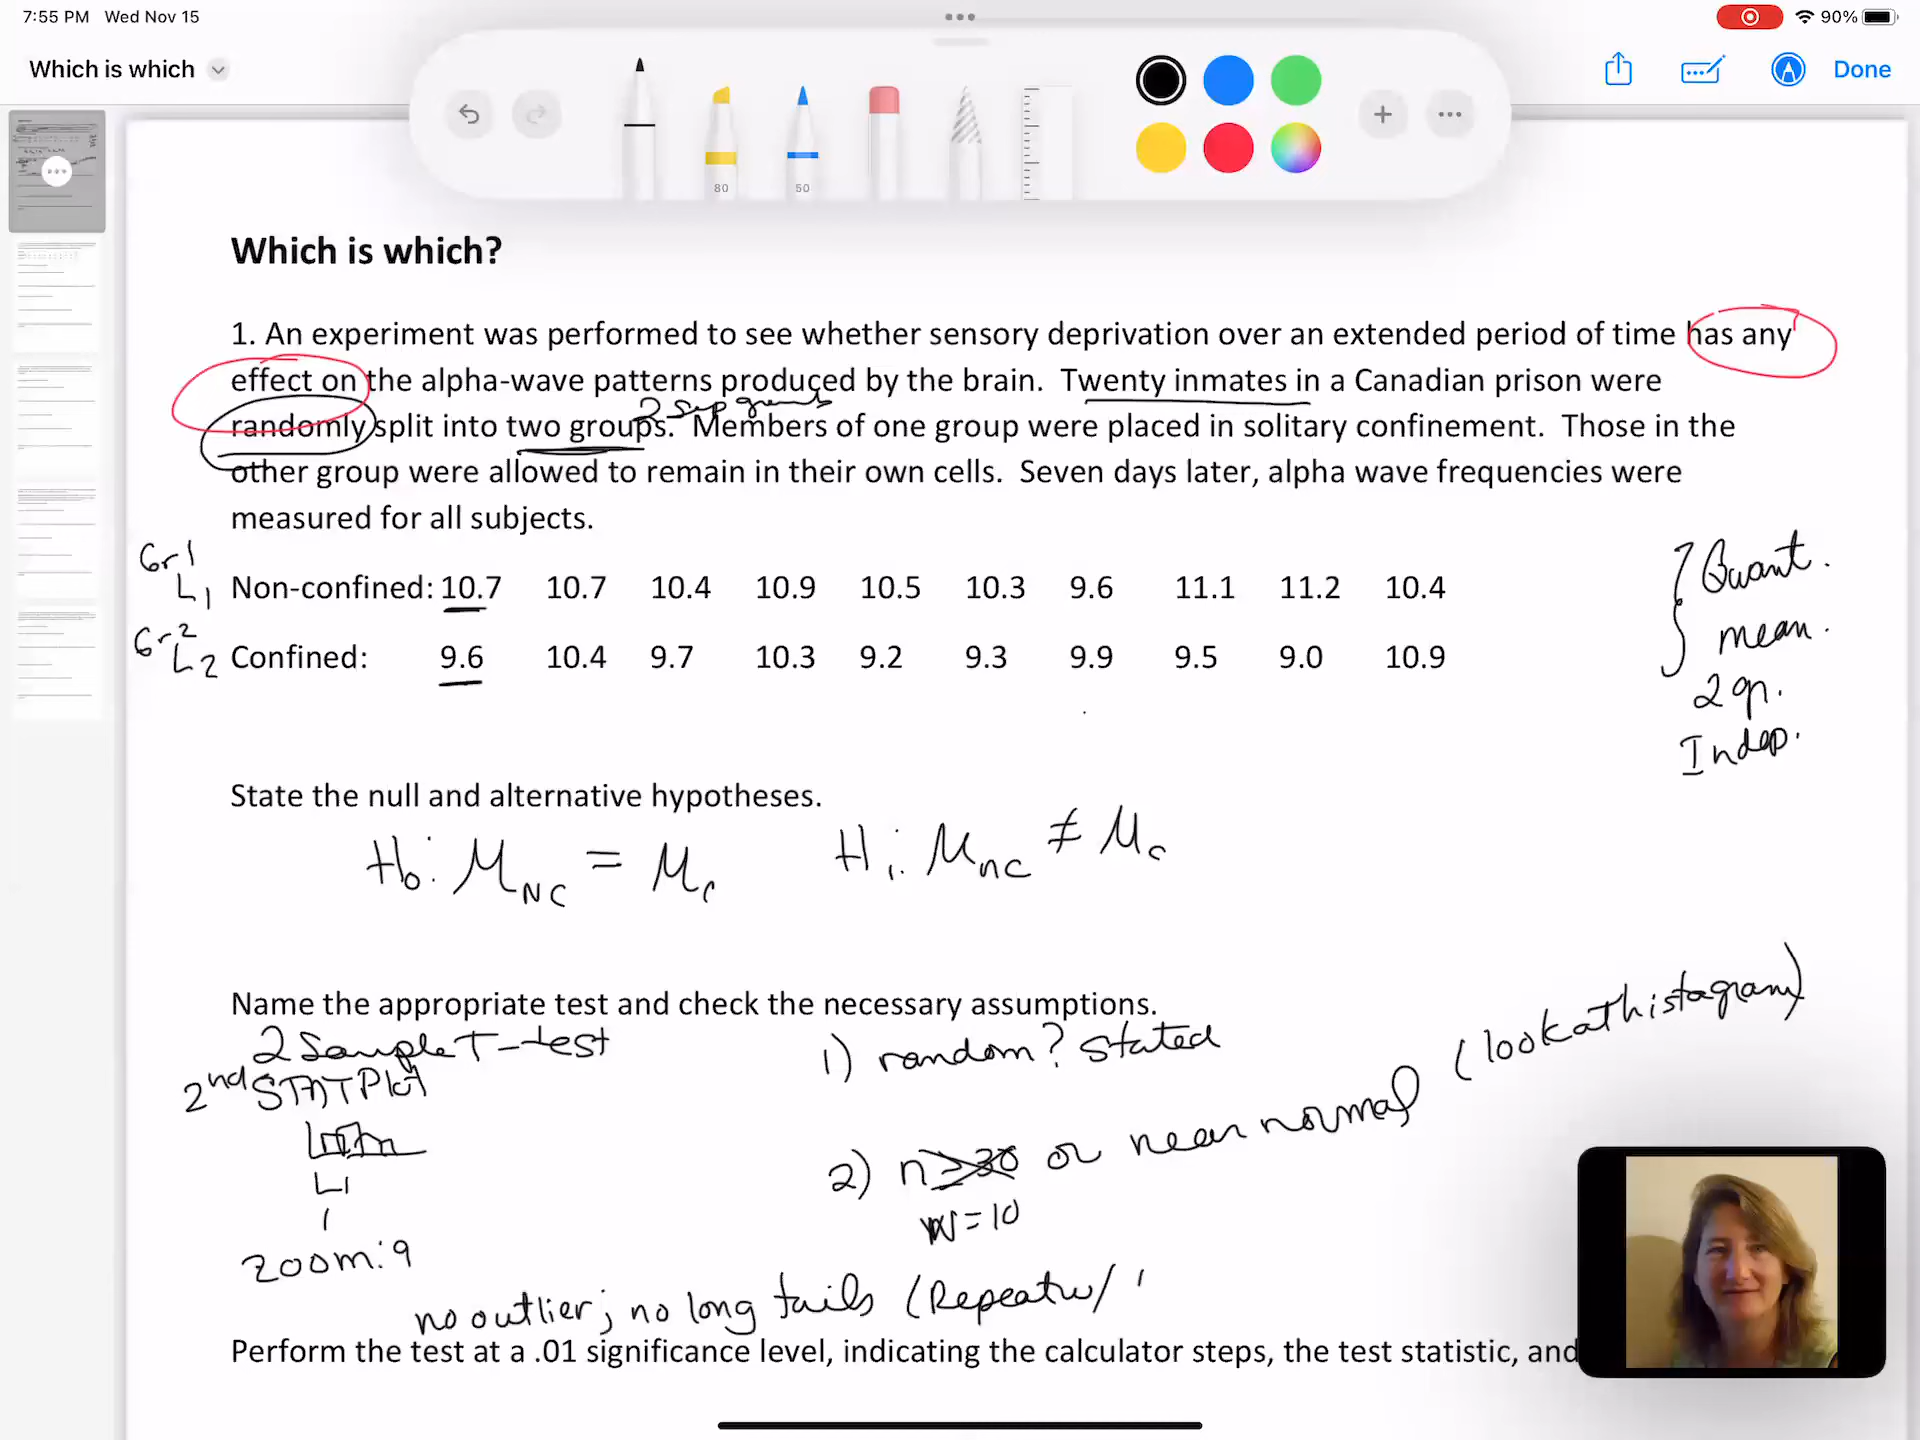 7:55 PM Wed Nov 15
90%
Which is which
Done
80
50
Which is which?
1. An experiment was performed to see whether sensory deprivation over an extended period of time has any
effect on the alpha-wave patterns produced by the brain. Twenty inmates in a Canadian prison were
2 sep groups
randomly split into two groups. Members of one group were placed in solitary confinement. Those in the
other group were allowed to remain in their own cells. Seven days later, alpha wave frequencies were
measured for all subjects.
Gr 1
L1 Non-confined: 10.7 10.7 10.4 10.9 10.5 10.3 9.6 11.1 11.2 10.4
Gr 2
L2 Confined: 9.6 10.4 9.7 10.3 9.2 9.3 9.9 9.5 9.0 10.9
Quant.
mean.
2 gr.
Indep.
State the null and alternative hypotheses.
H0: μNC = μc H1: μnc ≠ μc
Name the appropriate test and check the necessary assumptions.
2 Sample T-test
2nd STAT Plot
L1
1
Zoom: 9
1) random? stated
2) n≥30 or near normal (look at histagram)
n=10
no outlier; no long tails (Repeat w/
Perform the test at a .01 significance level, indicating the calculator steps, the test statistic, and